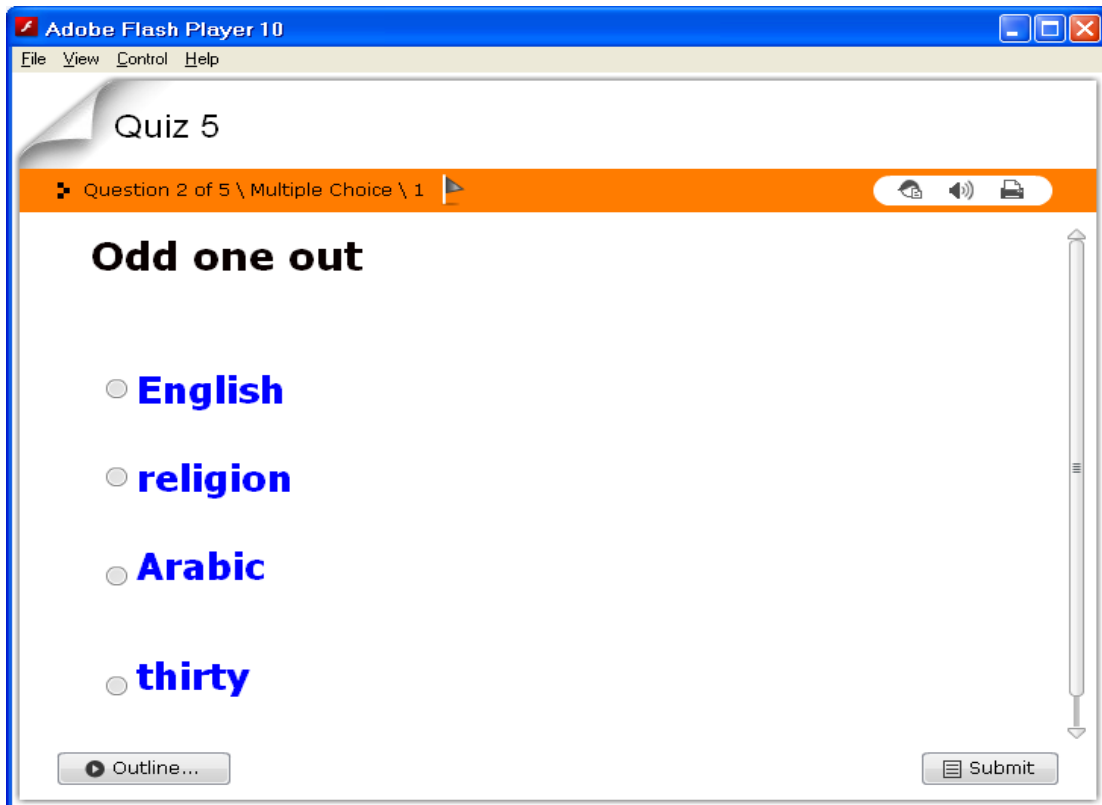 Adobe Flash Player 10
File View Control Help
Quiz 5
Question 2 of 5 \ Multiple Choice \ 1
Odd one out
English
religion
Arabic
thirty
Outline...
Submit